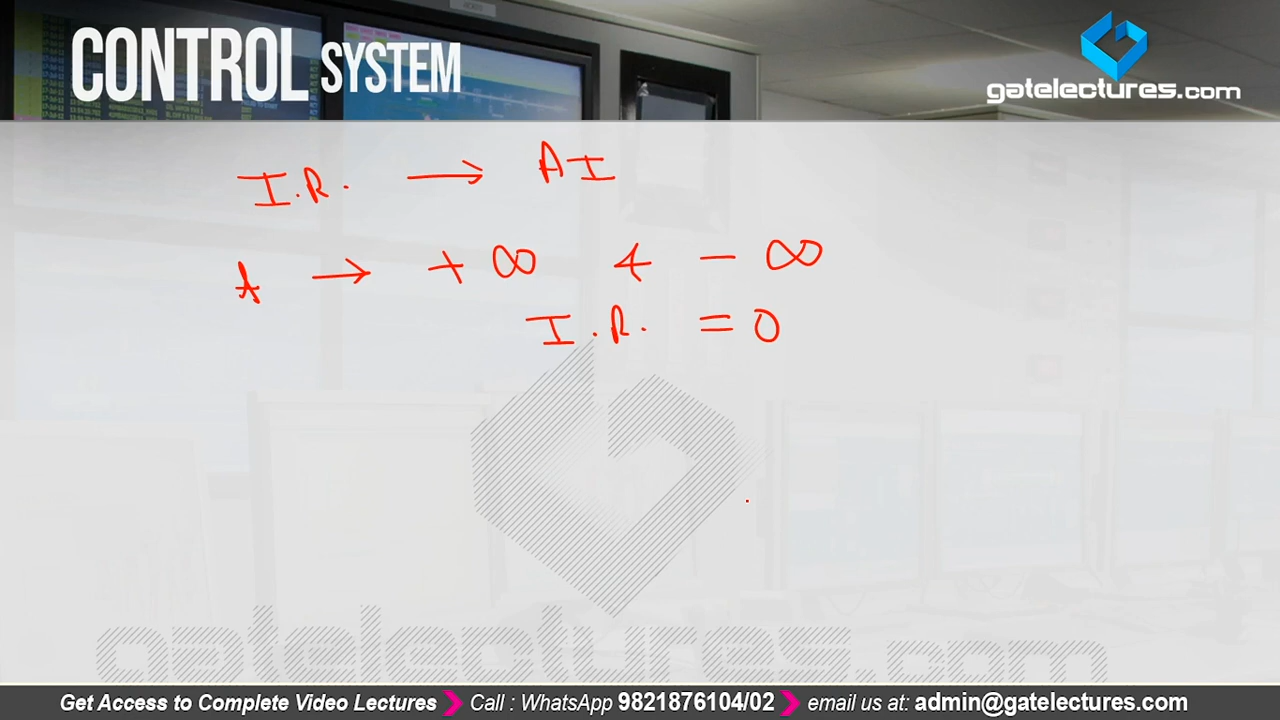 CONTROL SYSTEM
gatelectures.com
I.R. → AI
A → + ∞ & - ∞
I.R. = 0
gatelectures.com
Get Access to Complete Video Lectures Call : WhatsApp 9821876104/02 email us at: admin@gatelectures.com